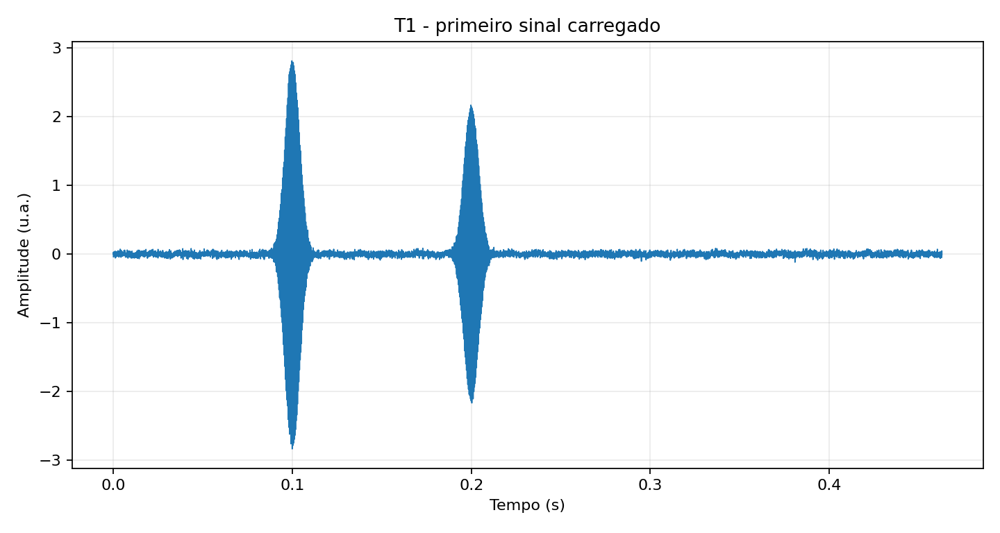 T1 - primeiro sinal carregado
3
2
1
0
−1
−2
−3
Amplitude (u.a.)
0.0 0.1 0.2 0.3 0.4
Tempo (s)